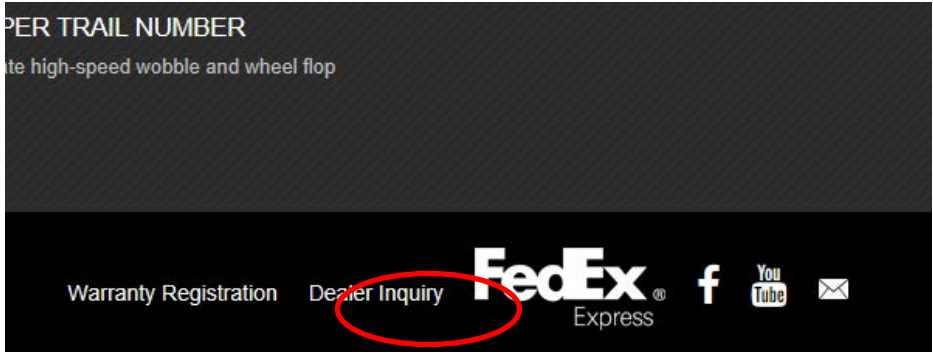 PER TRAIL NUMBER
ate high-speed wobble and wheel flop
Warranty Registration Dealer Inquiry FedEx ® Express f You Tube